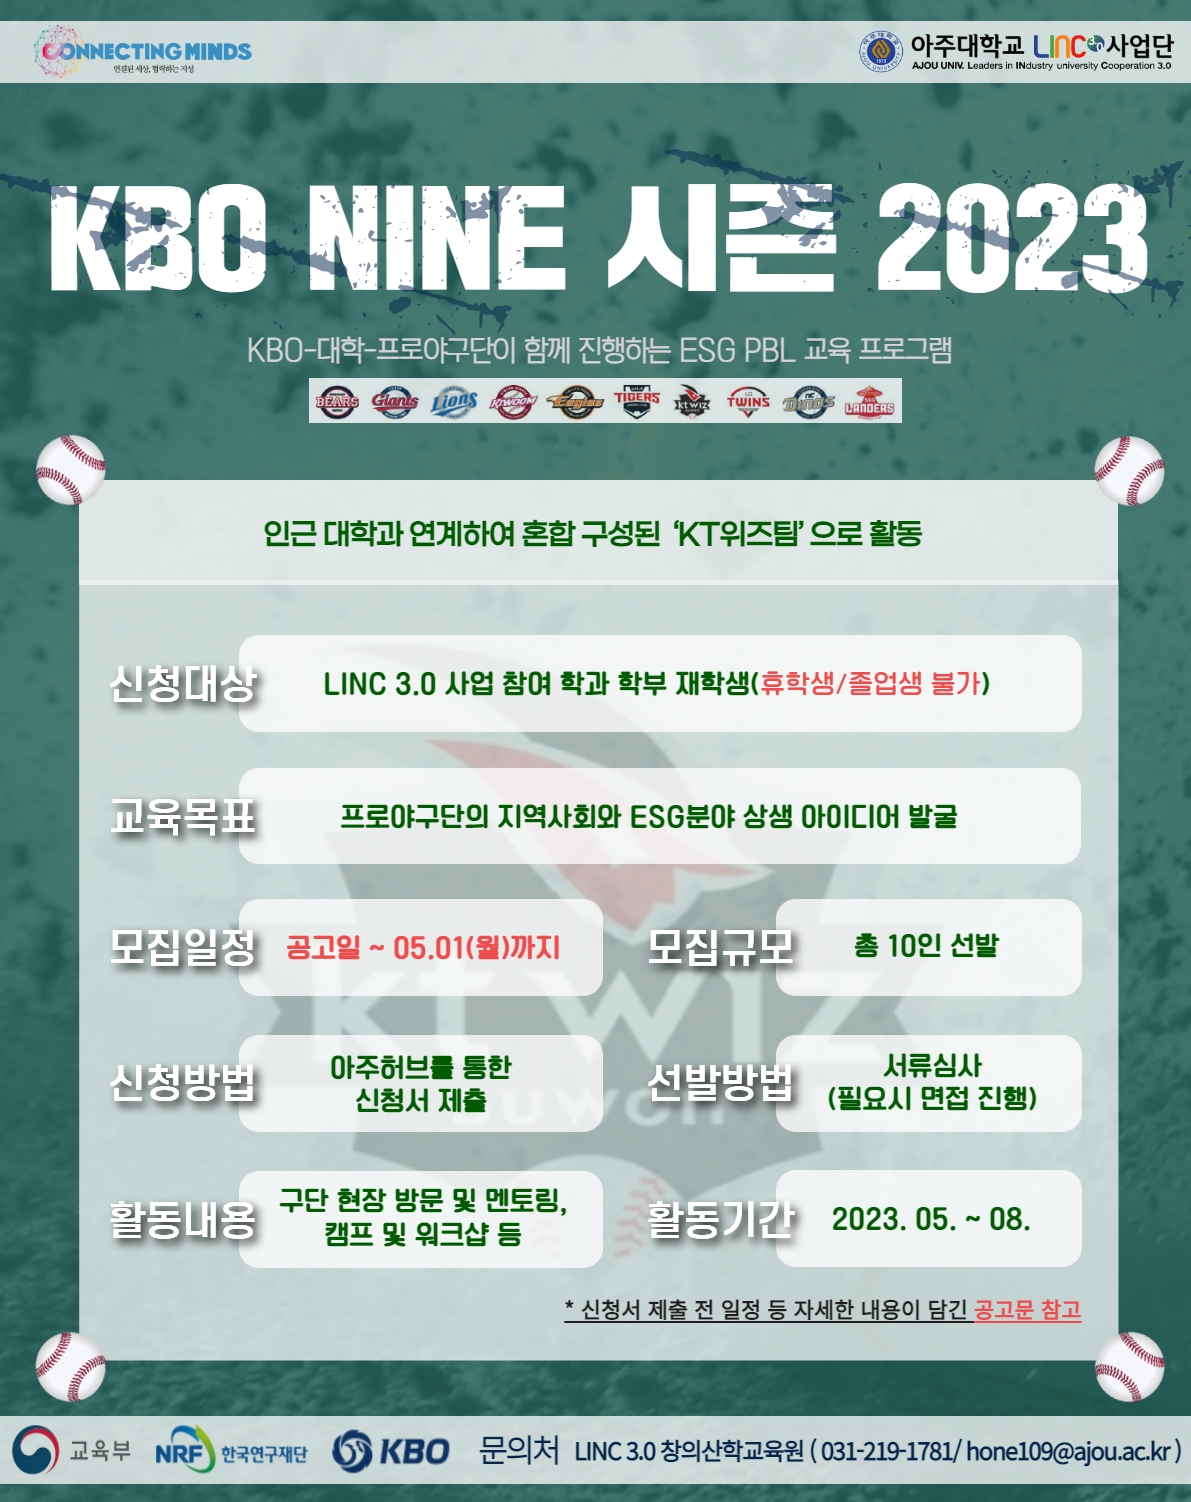 CONNECTING MINDS
연결된 세상, 협력하는 지성
아주대학교 LINC 3.0 사업단
AJOU UNIV. Leaders in INdustry university Cooperation 3.0
KBO NINE 시즌 2023
KBO-대학-프로야구단이 함께 진행하는 ESG PBL 교육 프로그램
BEARS Giants Lions KIWOOM Eagles TIGERS kt wiz TWINS NC DINOS SSG LANDERS
인근 대학과 연계하여 혼합 구성된 ‘KT위즈팀’ 으로 활동
신청대상 LINC 3.0 사업 참여 학과 학부 재학생(휴학생/졸업생 불가)
교육목표 프로야구단의 지역사회와 ESG분야 상생 아이디어 발굴
모집일정 공고일 ~ 05.01(월)까지
모집규모 총 10인 선발
kt wiz
신청방법 아주허브를 통한
신청서 제출
선발방법 서류심사
(필요시 면접 진행)
활동내용 구단 현장 방문 및 멘토링,
캠프 및 워크샵 등
활동기간 2023. 05. ~ 08.
* 신청서 제출 전 일정 등 자세한 내용이 담긴 공고문 참고
교육부 NRF 한국연구재단 KBO 문의처 LINC 3.0 창의산학교육원 ( 031-219-1781/ hone109@ajou.ac.kr )